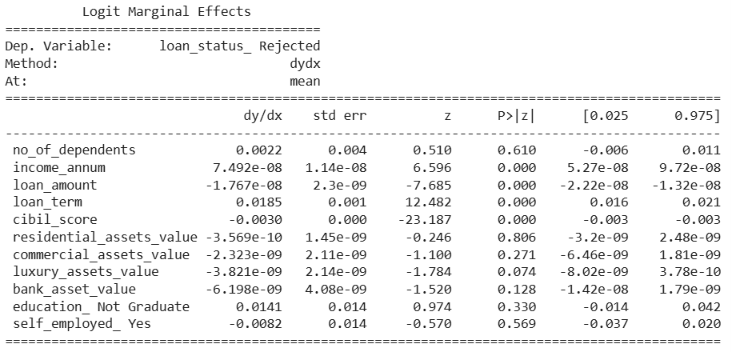 Logit Marginal Effects
=====================================
Dep. Variable: loan_status_ Rejected
Method: dydx
At: mean
==========================================================================================
dy/dx std err z P>|z| [0.025 0.975]
------------------------------------------------------------------------------------------
no_of_dependents 0.0022 0.004 0.510 0.610 -0.006 0.011
income_annum 7.492e-08 1.14e-08 6.596 0.000 5.27e-08 9.72e-08
loan_amount -1.767e-08 2.3e-09 -7.685 0.000 -2.22e-08 -1.32e-08
loan_term 0.0185 0.001 12.482 0.000 0.016 0.021
cibil_score -0.0030 0.000 -23.187 0.000 -0.003 -0.003
residential_assets_value -3.569e-10 1.45e-09 -0.246 0.806 -3.2e-09 2.48e-09
commercial_assets_value -2.323e-09 2.11e-09 -1.100 0.271 -6.46e-09 1.81e-09
luxury_assets_value -3.821e-09 2.14e-09 -1.784 0.074 -8.02e-09 3.78e-10
bank_asset_value -6.198e-09 4.08e-09 -1.520 0.128 -1.42e-08 1.79e-09
education_ Not Graduate 0.0141 0.014 0.974 0.330 -0.014 0.042
self_employed_ Yes -0.0082 0.014 -0.570 0.569 -0.037 0.020
==========================================================================================